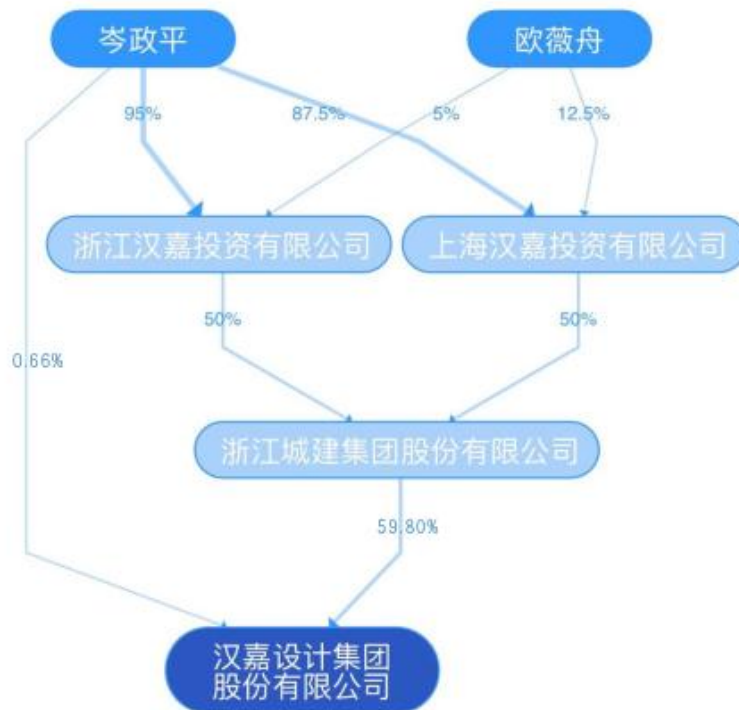 岑政平
欧薇舟
95%
87.5%
5%
12.5%
浙江汉嘉投资有限公司
上海汉嘉投资有限公司
50%
50%
0.66%
浙江城建集团股份有限公司
59.80%
汉嘉设计集团
股份有限公司